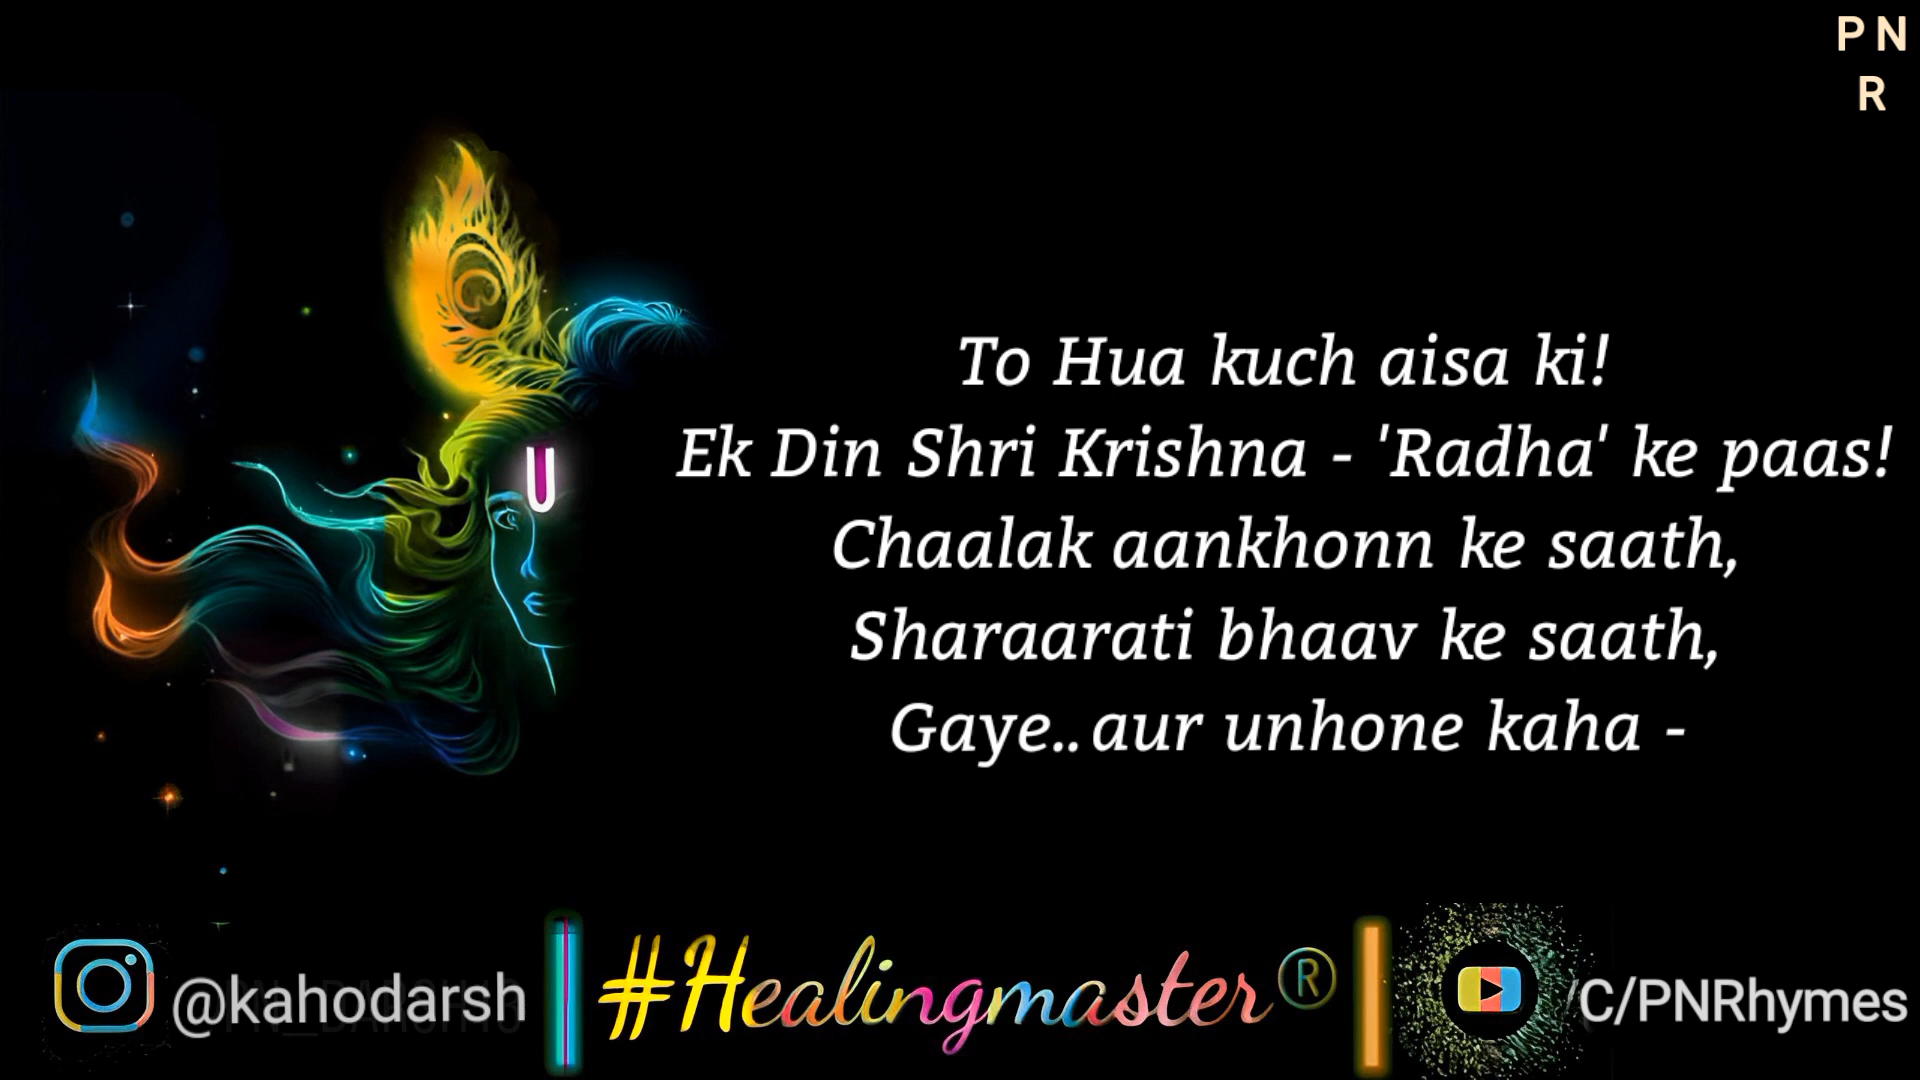 P N
R
To Hua kuch aisa ki!
Ek Din Shri Krishna - 'Radha' ke paas!
Chaalak aankhonn ke saath,
Sharaarati bhaav ke saath,
Gaye..aur unhone kaha -
@kahodarsh
#Healingmaster®
C/PNRhymes